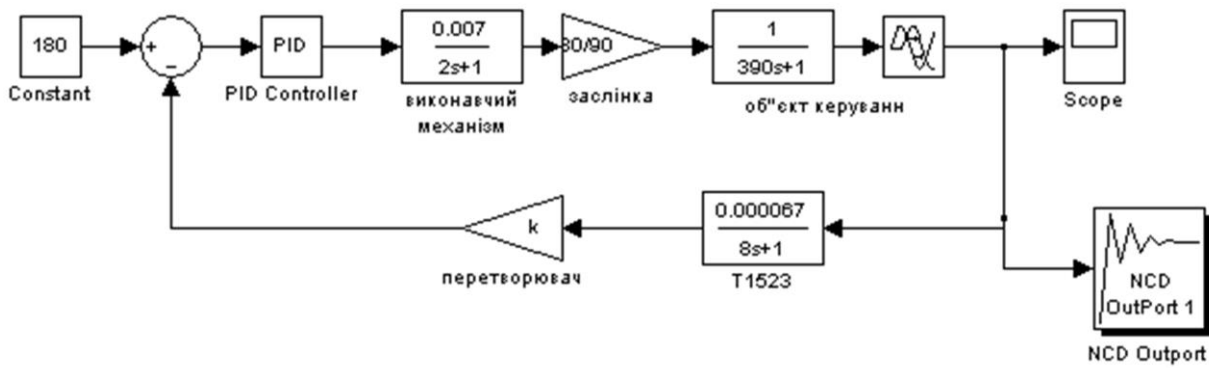 180
Constant
+
−
PID
PID Controller
0.007
2s+1
виконавчий
механізм
80/90
заслінка
1
390s+1
об"єкт керуванн
Scope
k
перетворювач
0.000067
8s+1
T1523
NCD
OutPort 1
NCD Outport